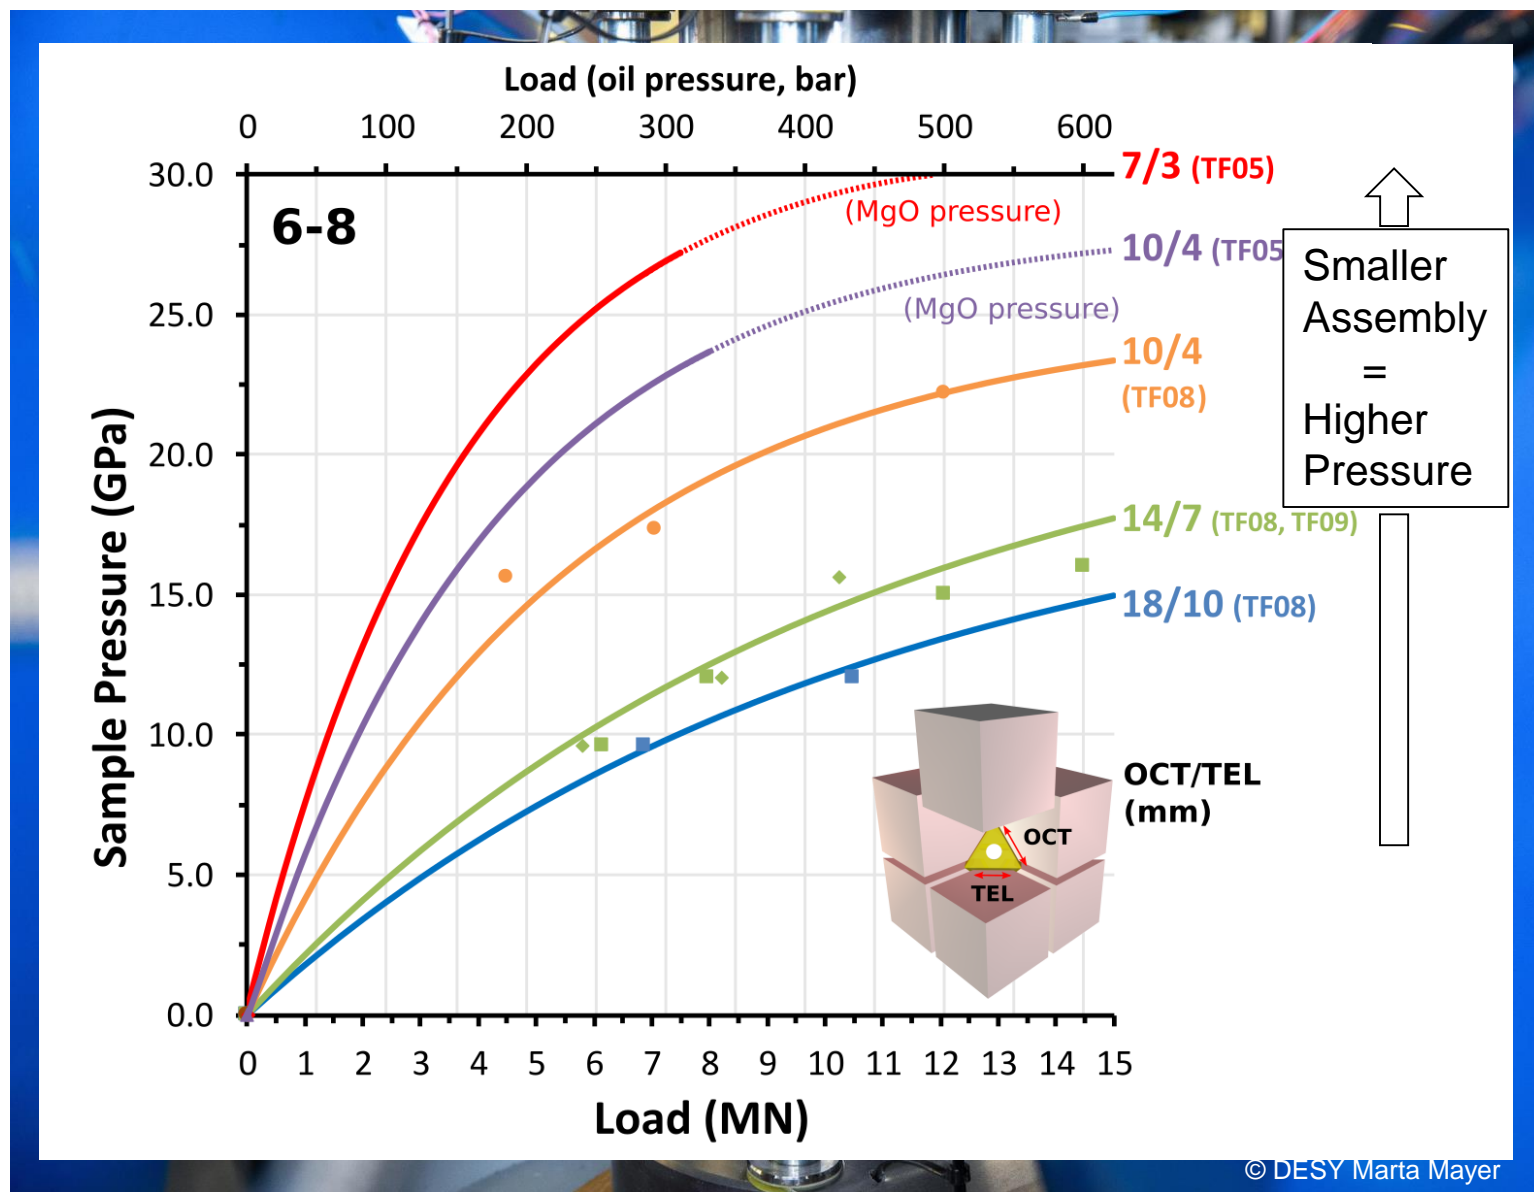 Load (oil pressure, bar)
0 100 200 300 400 500 600
30.0
25.0
20.0
15.0
10.0
5.0
0.0
Sample Pressure (GPa)
6-8
7/3 (TF05)
(MgO pressure)
10/4 (TF05
(MgO pressure)
10/4
(TF08)
14/7 (TF08, TF09)
18/10 (TF08)
Smaller
Assembly
=
Higher
Pressure
OCT/TEL
(mm)
OCT
TEL
0 1 2 3 4 5 6 7 8 9 10 11 12 13 14 15
Load (MN)
© DESY Marta Mayer